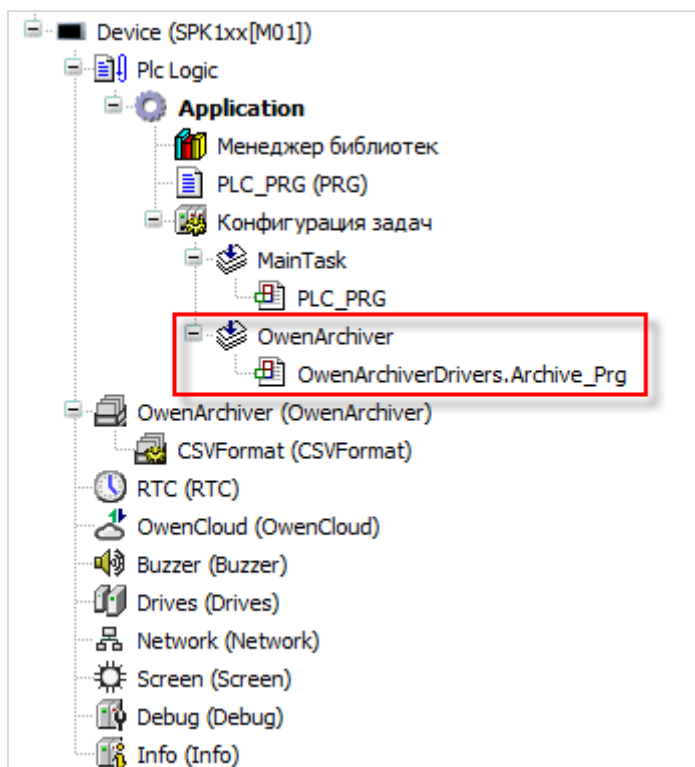 Device (SPK1xx[M01])
Plc Logic
Application
Менеджер библиотек
PLC_PRG (PRG)
Конфигурация задач
MainTask
PLC_PRG
OwenArchiver
OwenArchiverDrivers.Archive_Prg
OwenArchiver (OwenArchiver)
CSVFormat (CSVFormat)
RTC (RTC)
OwenCloud (OwenCloud)
Buzzer (Buzzer)
Drives (Drives)
Network (Network)
Screen (Screen)
Debug (Debug)
Info (Info)